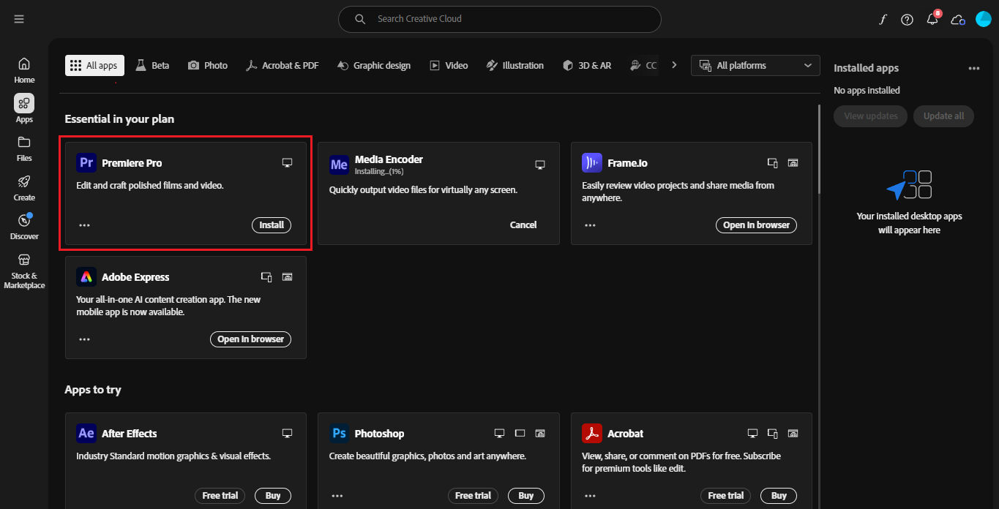 Search Creative Cloud
8
Home
Apps
Files
Create
Discover
Stock &
Marketplace
All apps
Beta
Photo
Acrobat & PDF
Graphic design
Video
Illustration
3D & AR
CC
All platforms
Essential in your plan
Pr
Premiere Pro
Edit and craft polished films and video.
Install
Me
Media Encoder
Installing...(1%)
Quickly output video files for virtually any screen.
Cancel
Frame.io
Easily review video projects and share media from
anywhere.
Open in browser
Adobe Express
Your all-in-one AI content creation app. The new
mobile app is now available.
Open in browser
Apps to try
Ae
After Effects
Industry Standard motion graphics & visual effects.
Free trial
Buy
Ps
Photoshop
Create beautiful graphics, photos and art anywhere.
Free trial
Buy
Acrobat
View, share, or comment on PDFs for free. Subscribe
for premium tools like edit.
Free trial
Buy
Installed apps
No apps installed
View updates
Update all
Your installed desktop apps
will appear here